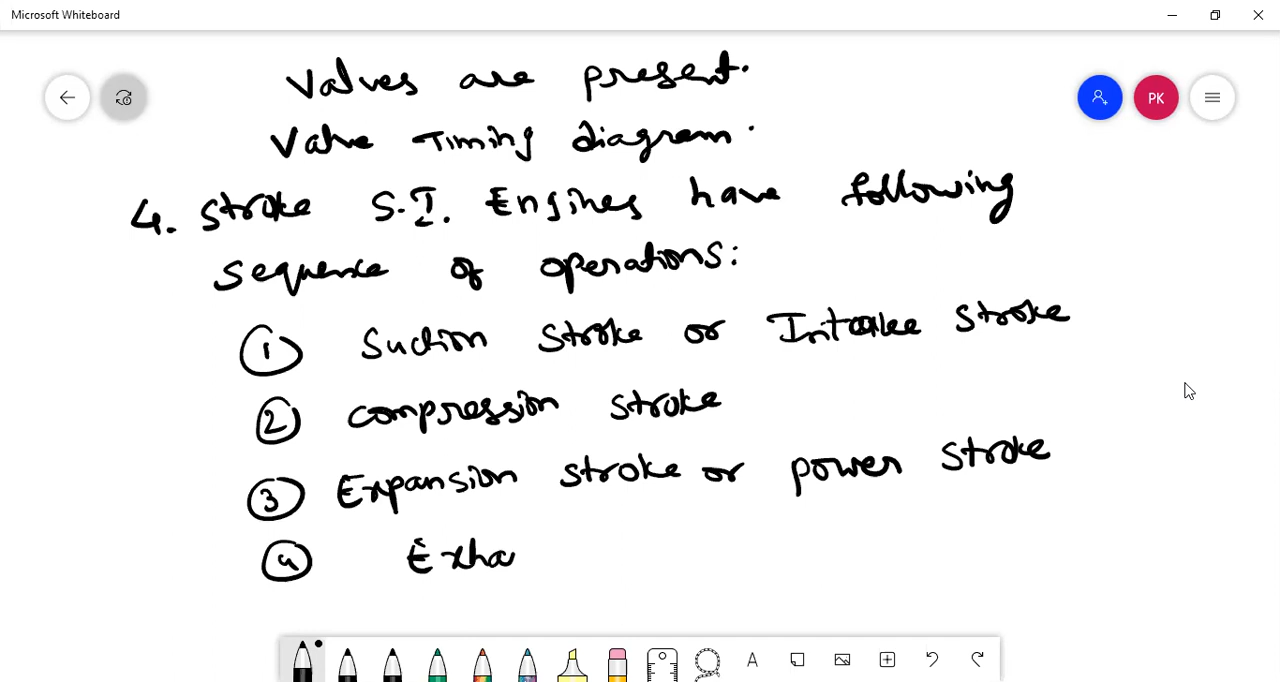 Microsoft Whiteboard
PK
Valves are present.
Valve Timing diagram.
4. Stroke S.I. Engines have following
sequence of operations:
1 Suction stroke or Intake stroke
2 Compression stroke
3 Expansion stroke or power stroke
4 Exha
A